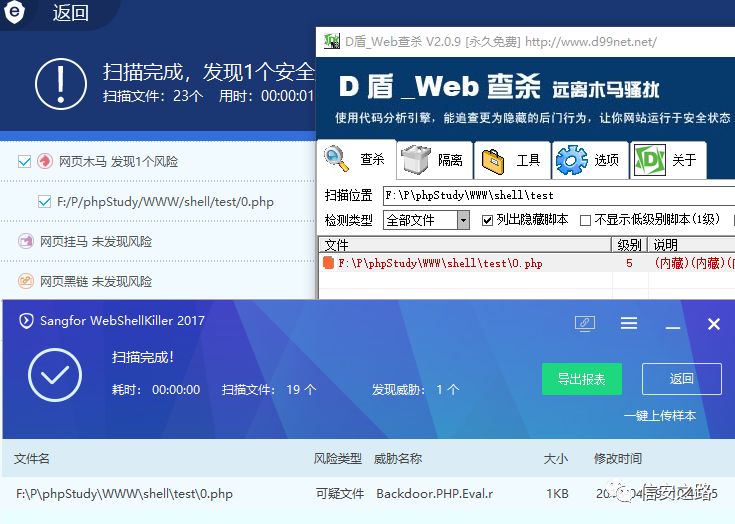 返回
扫描完成，发现1个安全
扫描文件：23个 用时：00:00:01
网页木马 发现1个风险
F:/P/phpStudy/WWW/shell/test/0.php
网页挂马 未发现风险
网页黑链 未发现风险
D盾_Web查杀 V2.0.9 [永久免费] http://www.d99net.net/
D 盾 _Web 查杀 远离木马骚扰
使用代码分析引擎，能追查更为隐藏的后门行为，让你网站运行于安全状态
查杀 隔离 工具 选项 关于
扫描位置 F:\P\phpStudy\WWW\shell\test
检测类型 全部文件 列出隐藏脚本 不显示低级别脚本(1级)
文件 级别 说明
F:\P\phpStudy\WWW\shell\test\0.php 5 (内藏)(内藏)(
Sangfor WebShellKiller 2017
扫描完成！
耗时： 00:00:00 扫描文件： 19 个 发现威胁： 1 个
导出报表 返回
一键上传样本
文件名 风险类型 威胁名称 大小 修改时间
F:\P\phpStudy\WWW\shell\test\0.php 可疑文件 Backdoor.PHP.Eval.r 1KB
信安之路